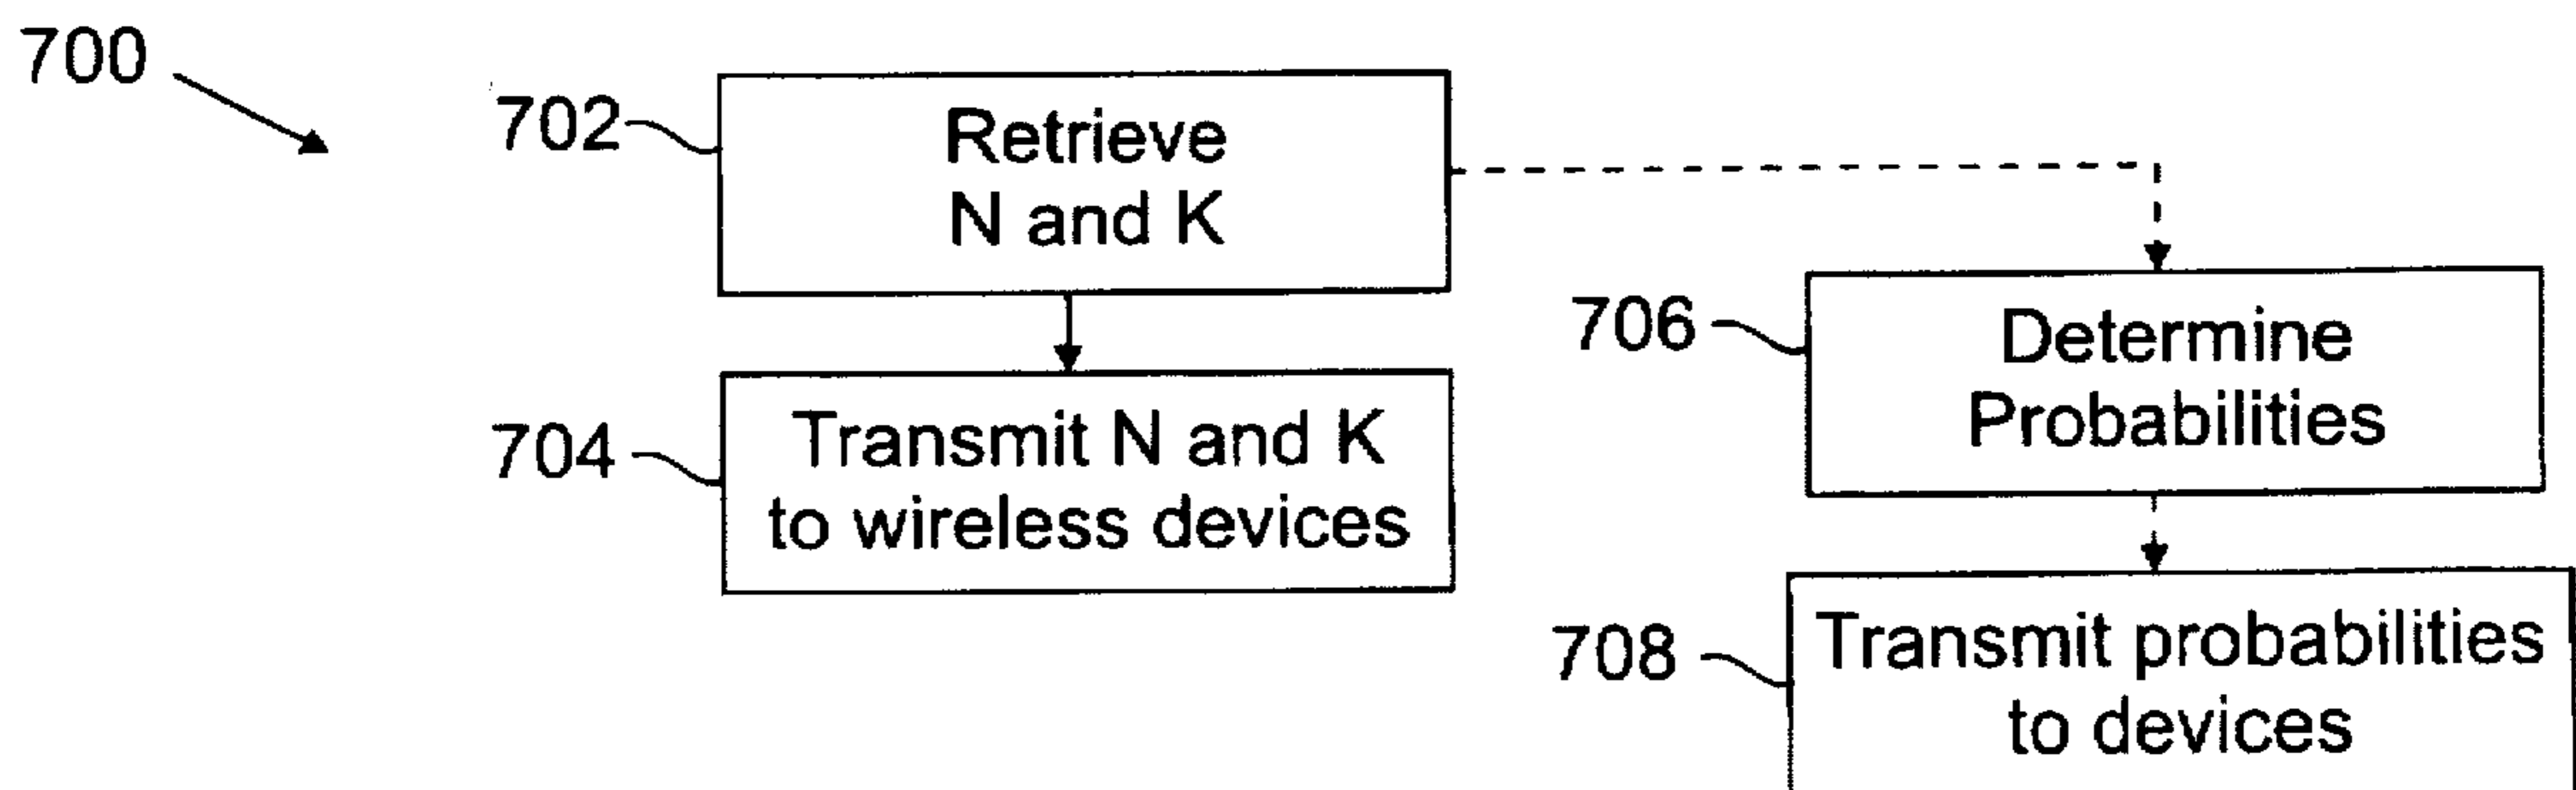 700
702
Retrieve
N and K
704
Transmit N and K
to wireless devices
706
Determine
Probabilities
708
Transmit probabilities
to devices